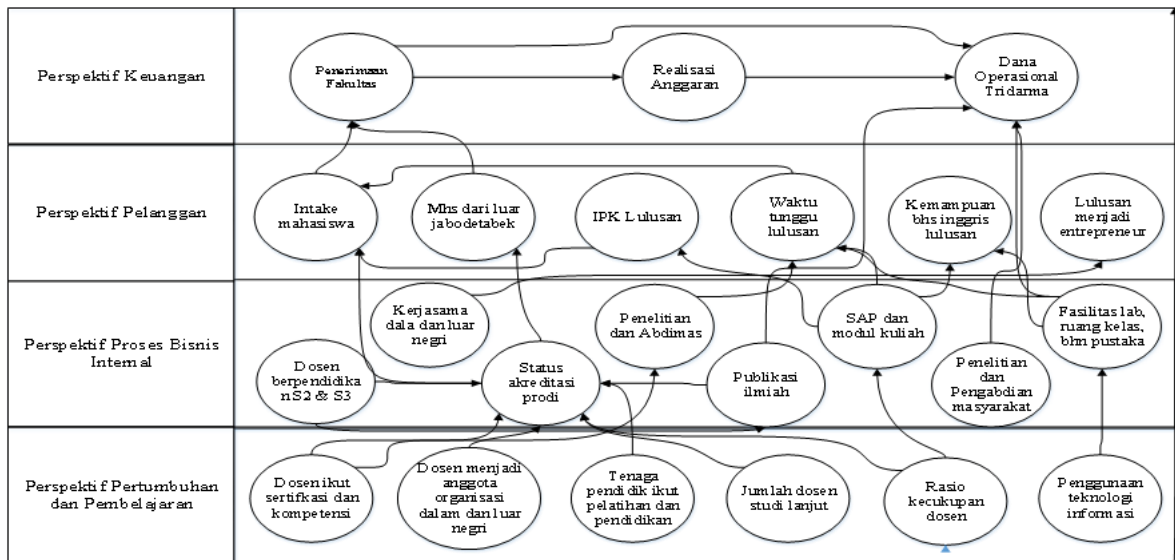 Perspektif Keuangan
Penerimaan
Fakultas
Realisasi
Anggaran
Dana
Operasional
Tridarma
Perspektif Pelanggan
Intake
mahasiswa
Mhs dari luar
jabodetabek
IPK Lulusan
Waktu
tunggu
lulusan
Kemampuan
bhs inggris
lulusan
Lulusan
menjadi
entrepreneur
Perspektif Proses Bisnis
Internal
Kerjasama
dala dan luar
negri
Penelitian
dan Abdimas
SAP dan
modul kuliah
Fasilitas lab,
ruang kelas,
bhn pustaka
Dosen
berpendidika
nS2 & S3
Status
akreditasi
prodi
Publikasi
ilmiah
Penelitian
dan
Pengabdian
masyarakat
Perspektif Pertumbuhan
dan Pembelajaran
Dosen ikut
sertifkasi dan
kompetensi
Dosen menjadi
anggota
organisasi
dalam dan luar
negri
Tenaga
pendidik ikut
pelatihan dan
pendidikan
Jumlah dosen
studi lanjut
Rasio
kecukupan
dosen
Penggunaan
teknologi
informasi